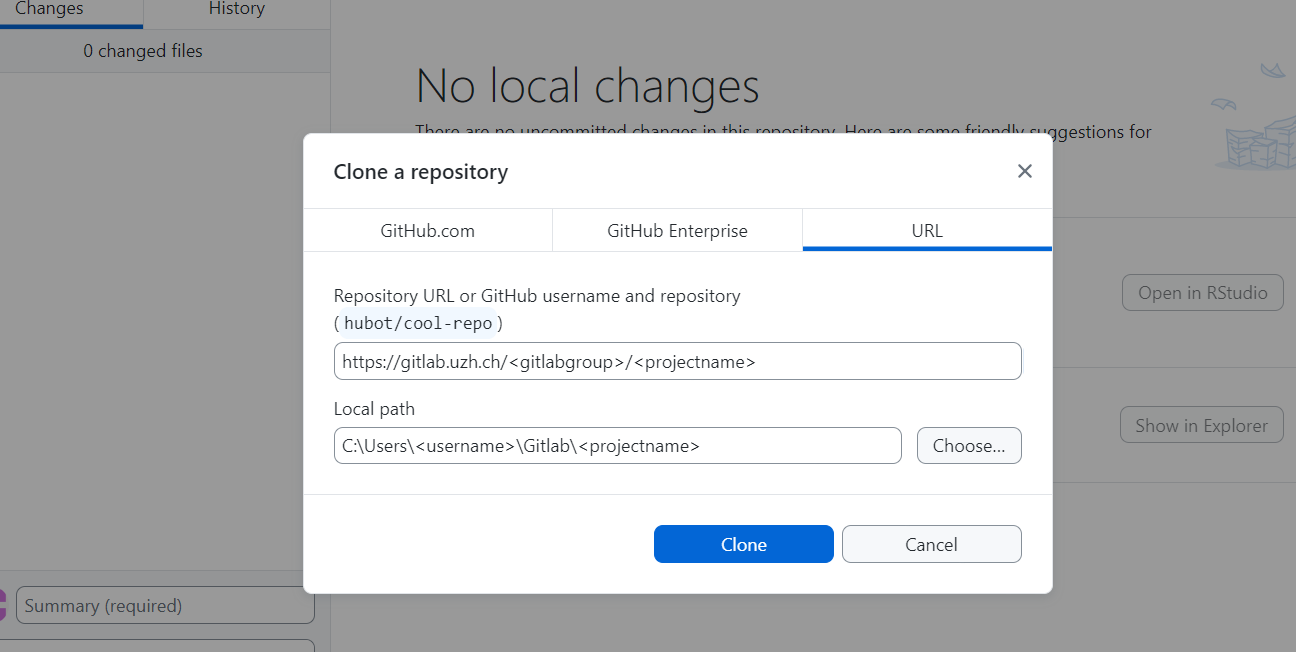 Changes
History
0 changed files
No local changes
There are no uncommitted changes in this repository. Here are some friendly suggestions for
Clone a repository
GitHub.com
GitHub Enterprise
URL
Repository URL or GitHub username and repository
(hubot/cool-repo)
https://gitlab.uzh.ch/<gitlabgroup>/<projectname>
Local path
C:\Users\<username>\Gitlab\<projectname>
Choose...
Clone
Cancel
Open in RStudio
Show in Explorer
Summary (required)